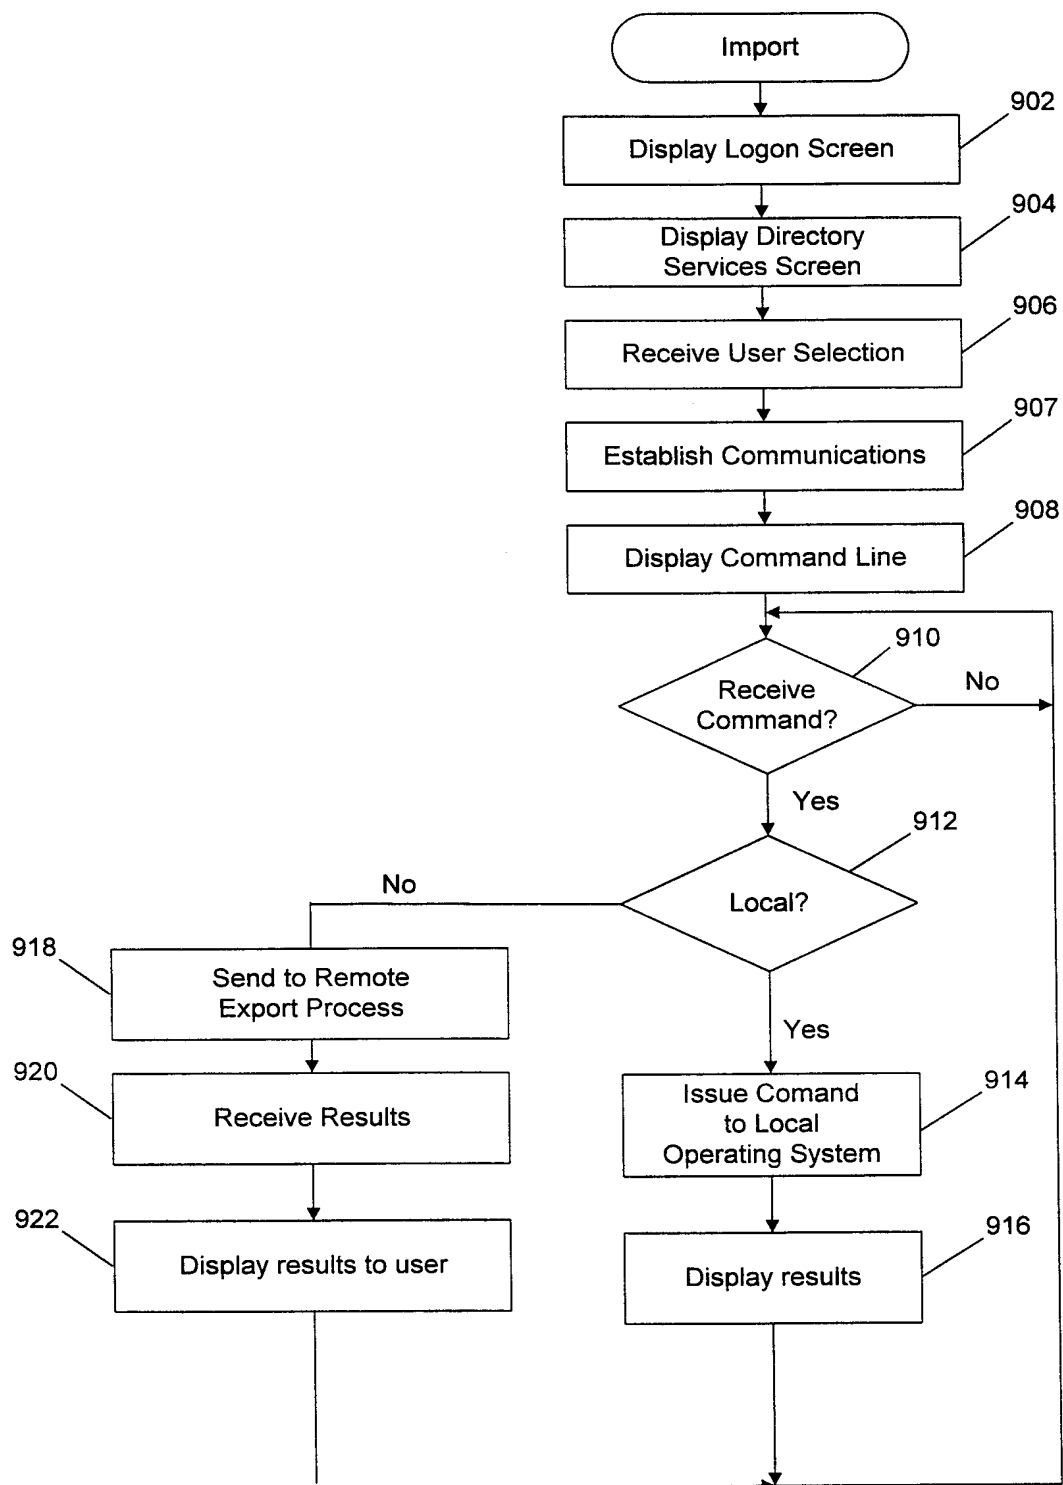 Import
902
Display Logon Screen
904
Display Directory
Services Screen
906
Receive User Selection
907
Establish Communications
908
Display Command Line
910
Receive
Command?
No
Yes
912
Local?
No
918
Send to Remote
Export Process
Yes
920
Receive Results
914
Issue Comand
to Local
Operating System
922
Display results to user
916
Display results